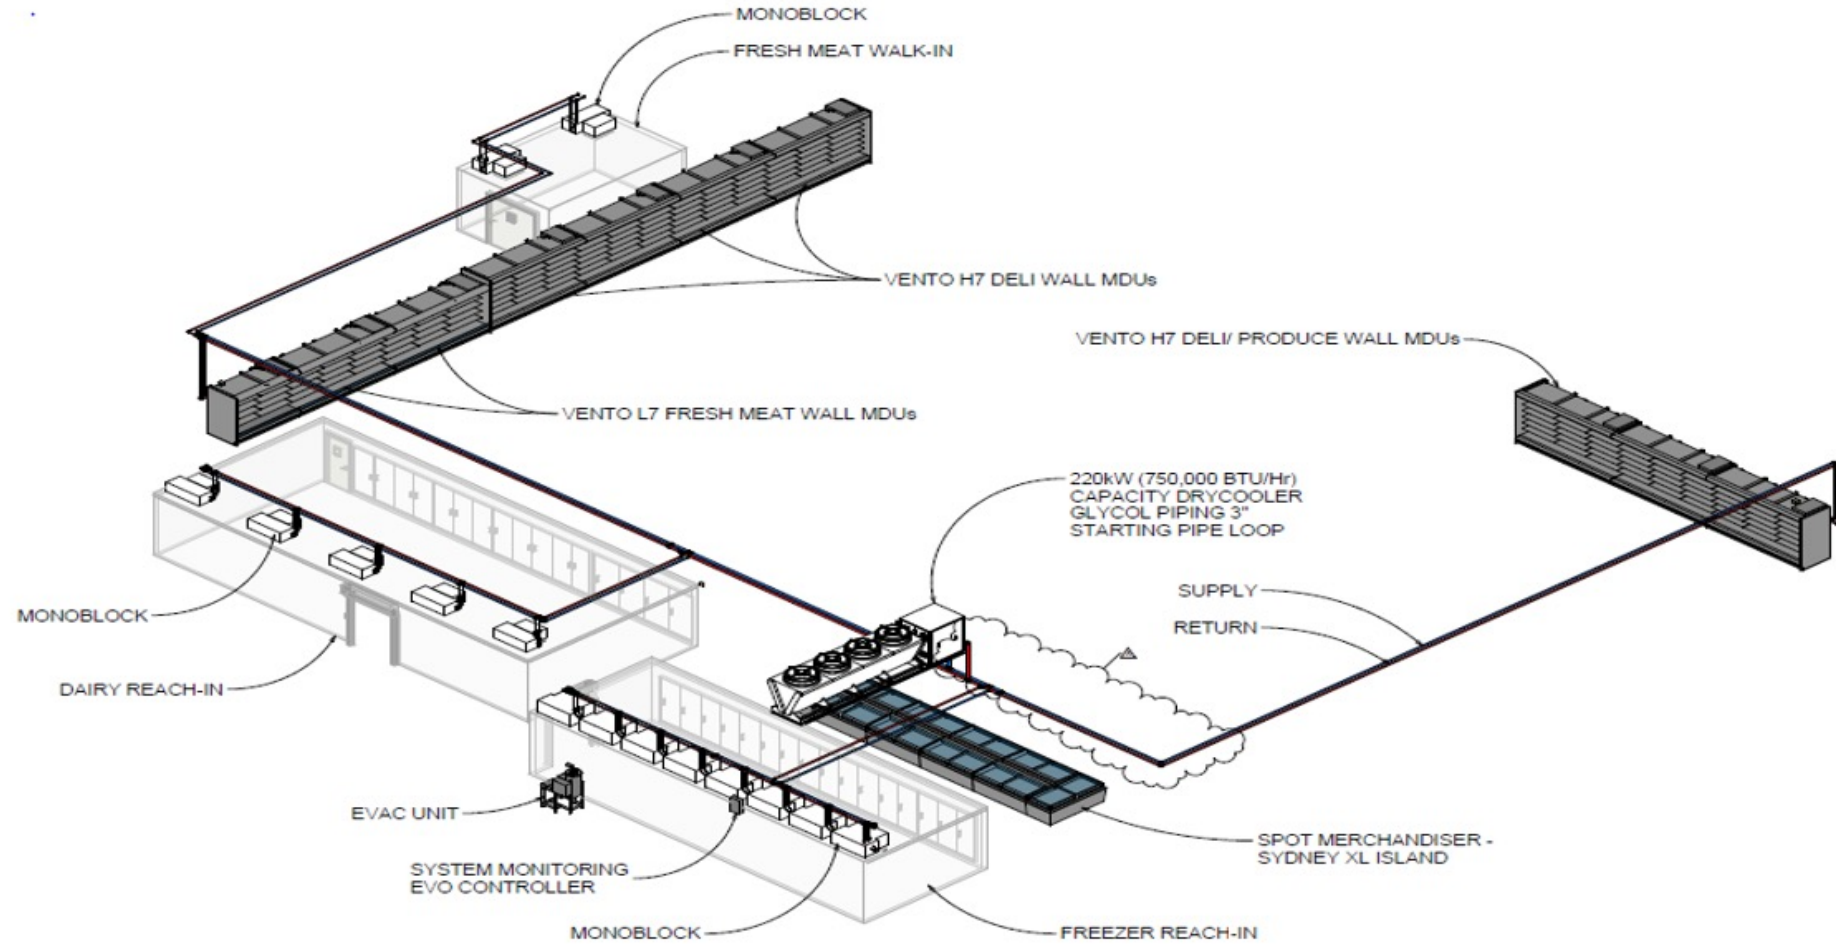 MONOBLOCK
FRESH MEAT WALK-IN
VENTO H7 DELI WALL MDUs
VENTO H7 DELI/ PRODUCE WALL MDUs
VENTO L7 FRESH MEAT WALL MDUs
220kW (750,000 BTU/Hr)
CAPACITY DRYCOOLER
GLYCOL PIPING 3"
STARTING PIPE LOOP
SUPPLY
RETURN
MONOBLOCK
DAIRY REACH-IN
EVAC UNIT
SYSTEM MONITORING
EVO CONTROLLER
SPOT MERCHANDISER -
SYDNEY XL ISLAND
MONOBLOCK
FREEZER REACH-IN